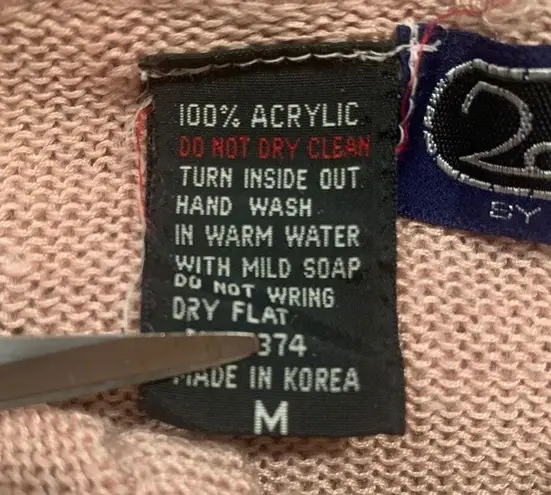 100% ACRYLIC
DO NOT DRY CLEAN
TURN INSIDE OUT
HAND WASH
IN WARM WATER
WITH MILD SOAP
DO NOT WRING
DRY FLAT
374
MADE IN KOREA
M
BY